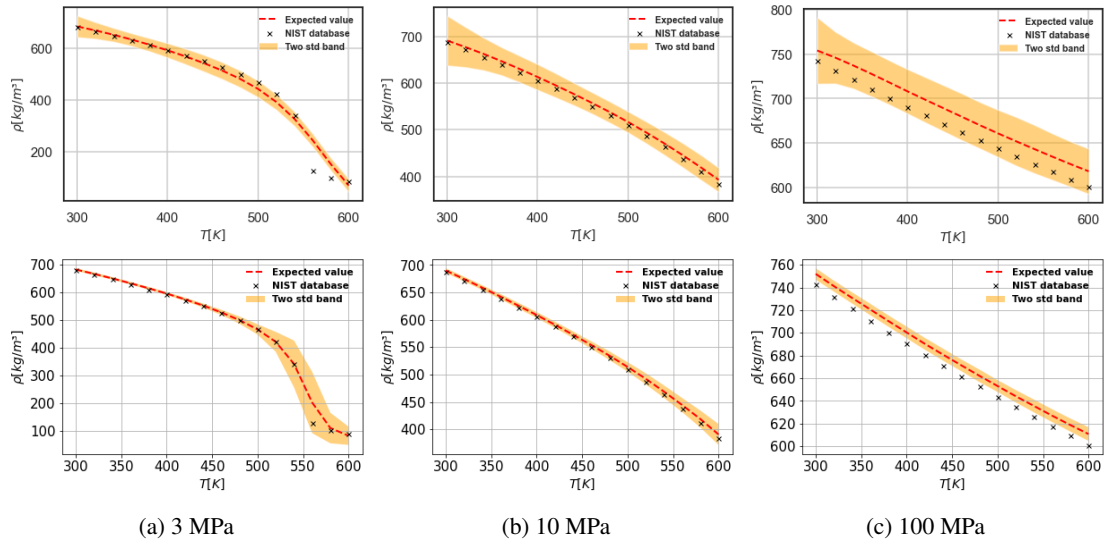 Expected value
NIST database
Two std band
600
400
200
ρ[kg/m³]
300
400
500
600
T[K]
Expected value
NIST database
Two std band
700
600
500
400
ρ[kg/m³]
300
400
500
600
T[K]
Expected value
NIST database
Two std band
800
750
700
650
600
ρ[kg/m³]
300
400
500
600
T[K]
Expected value
NIST database
Two std band
700
600
500
400
300
200
100
ρ[kg/m³]
300
350
400
450
500
550
600
T[K]
Expected value
NIST database
Two std band
700
650
600
550
500
450
400
ρ[kg/m³]
300
350
400
450
500
550
600
T[K]
Expected value
NIST database
Two std band
760
740
720
700
680
660
640
620
600
ρ[kg/m³]
300
350
400
450
500
550
600
T[K]
(a) 3 MPa
(b) 10 MPa
(c) 100 MPa